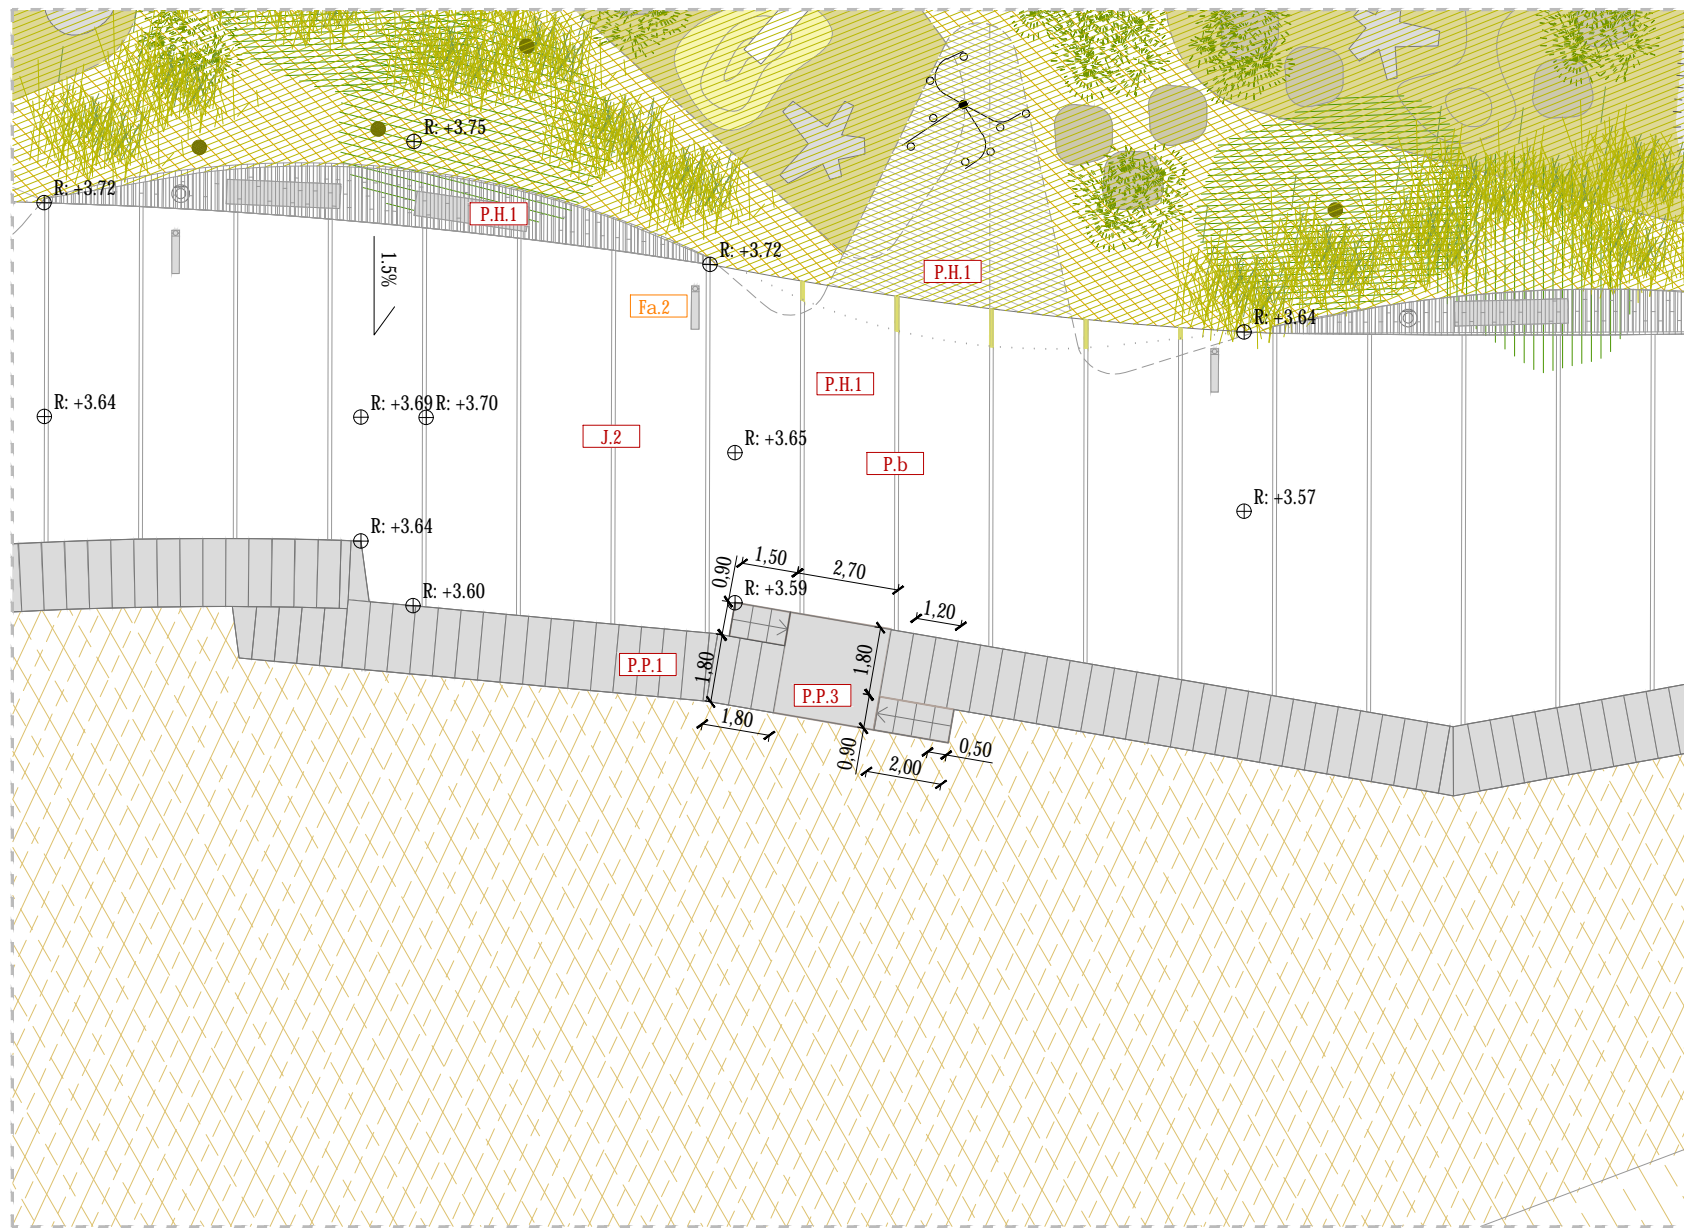 R: +3.75
R: +3.72
P.H.1
R: +3.72
1.5%
P.H.1
Fa.2
R: +3.64
P.H.1
R: +3.64
R: +3.69
R: +3.70
J.2
R: +3.65
P.b
R: +3.57
R: +3.64
0,90
1,50
2,70
R: +3.60
R: +3.59
1,20
P.P.1
1,80
1,80
P.P.3
1,80
0,90
0,50
2,00